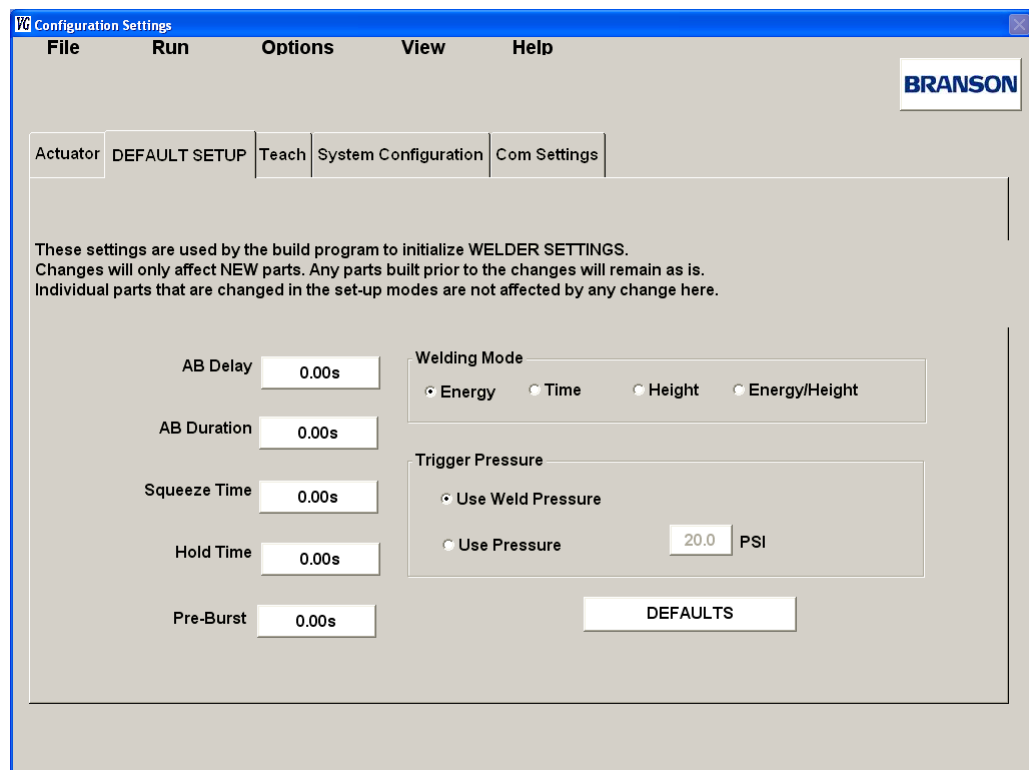 VG Configuration Settings
File Run Options View Help
BRANSON
Actuator DEFAULT SETUP Teach System Configuration Com Settings
These settings are used by the build program to initialize WELDER SETTINGS.
Changes will only affect NEW parts. Any parts built prior to the changes will remain as is.
Individual parts that are changed in the set-up modes are not affected by any change here.
AB Delay 0.00s
AB Duration 0.00s
Squeeze Time 0.00s
Hold Time 0.00s
Pre-Burst 0.00s
Welding Mode
Energy Time Height Energy/Height
Trigger Pressure
Use Weld Pressure
Use Pressure 20.0 PSI
DEFAULTS